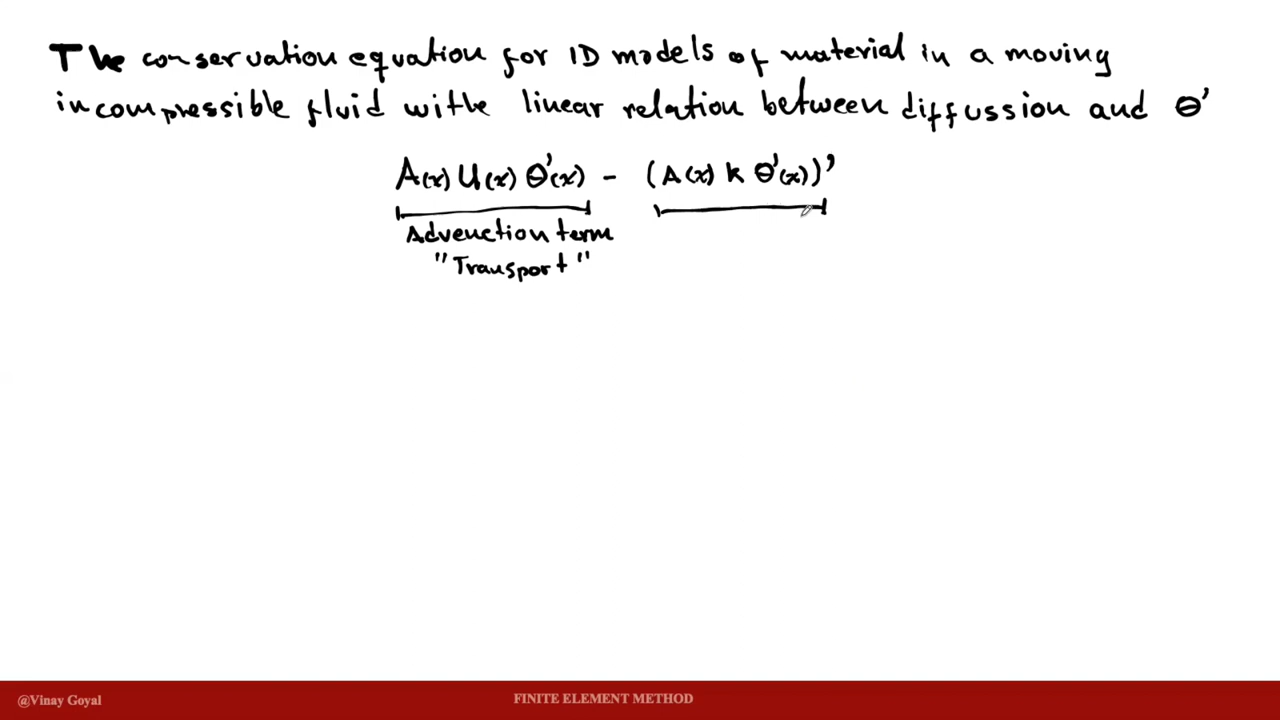 The conservation equation for 1D models of material in a moving
incompressible fluid withe linear relation between diffussion and θ'
A(x) U(x) θ'(x) - (A(x) k θ'(x))'
Advenction term
"Transport"
@Vinay Goyal
FINITE ELEMENT METHOD